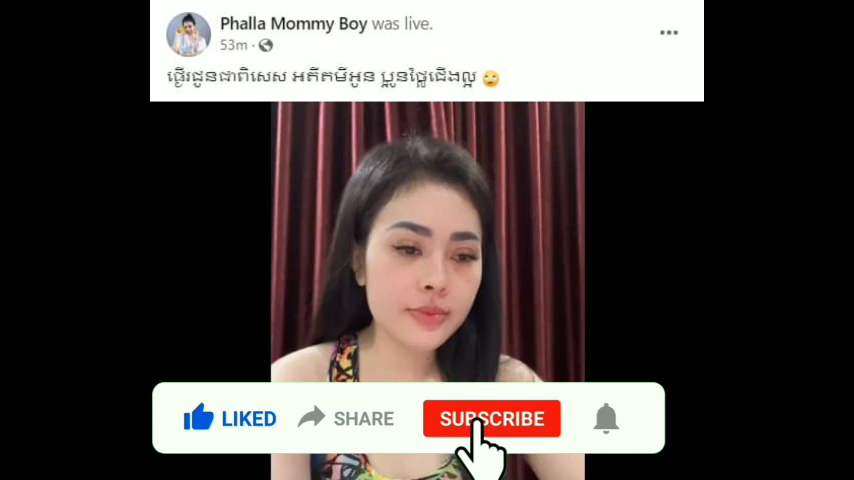 Phalla Mommy Boy was live.
53m
ផ្ញើរជូនជាពិសេស អតីតមីអូន ប្អូនថ្លៃជើងល្អ 🙄
LIKED SHARE SUBSCRIBE